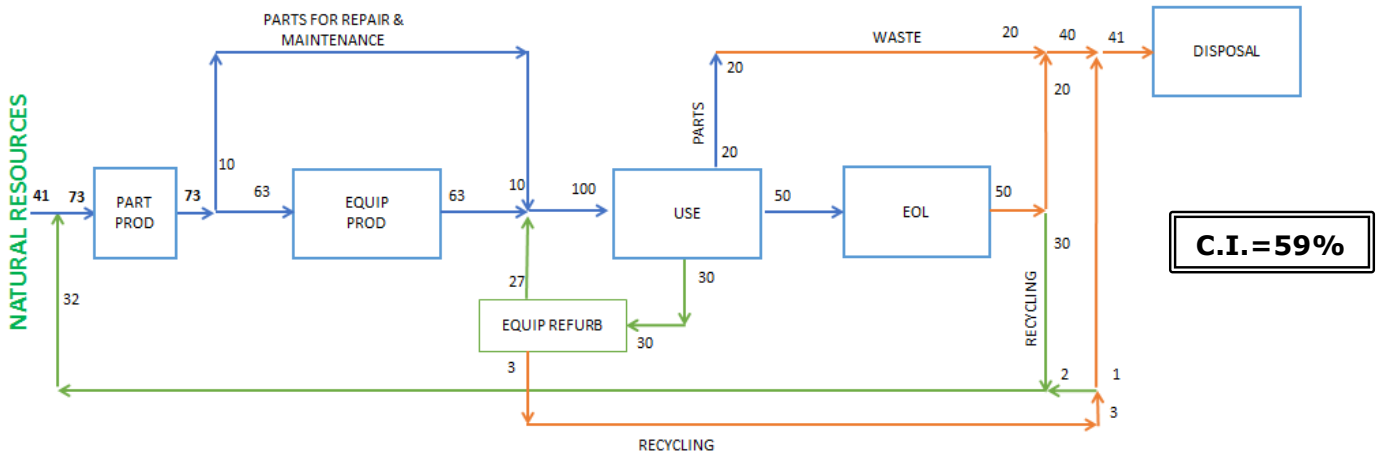 PARTS FOR REPAIR &
MAINTENANCE
WASTE
20
40
41
DISPOSAL
20
20
PARTS
20
NATURAL RESOURCES
10
41
73
PART
PROD
73
63
EQUIP
PROD
63
10
100
USE
50
EOL
50
30
C.I.=59%
32
27
30
EQUIP REFURB
30
RECYCLING
3
2
1
3
RECYCLING